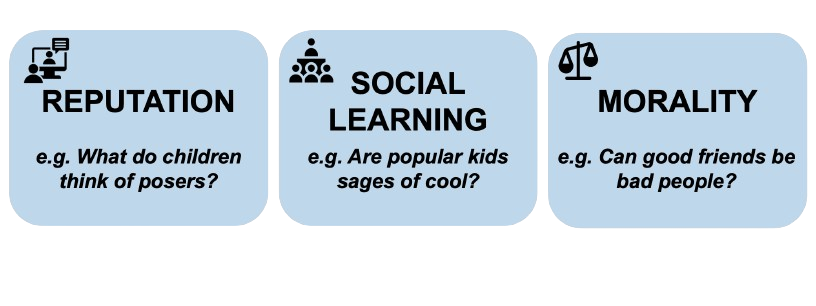 REPUTATION
e.g. What do children
think of posers?
SOCIAL
LEARNING
e.g. Are popular kids
sages of cool?
MORALITY
e.g. Can good friends be
bad people?